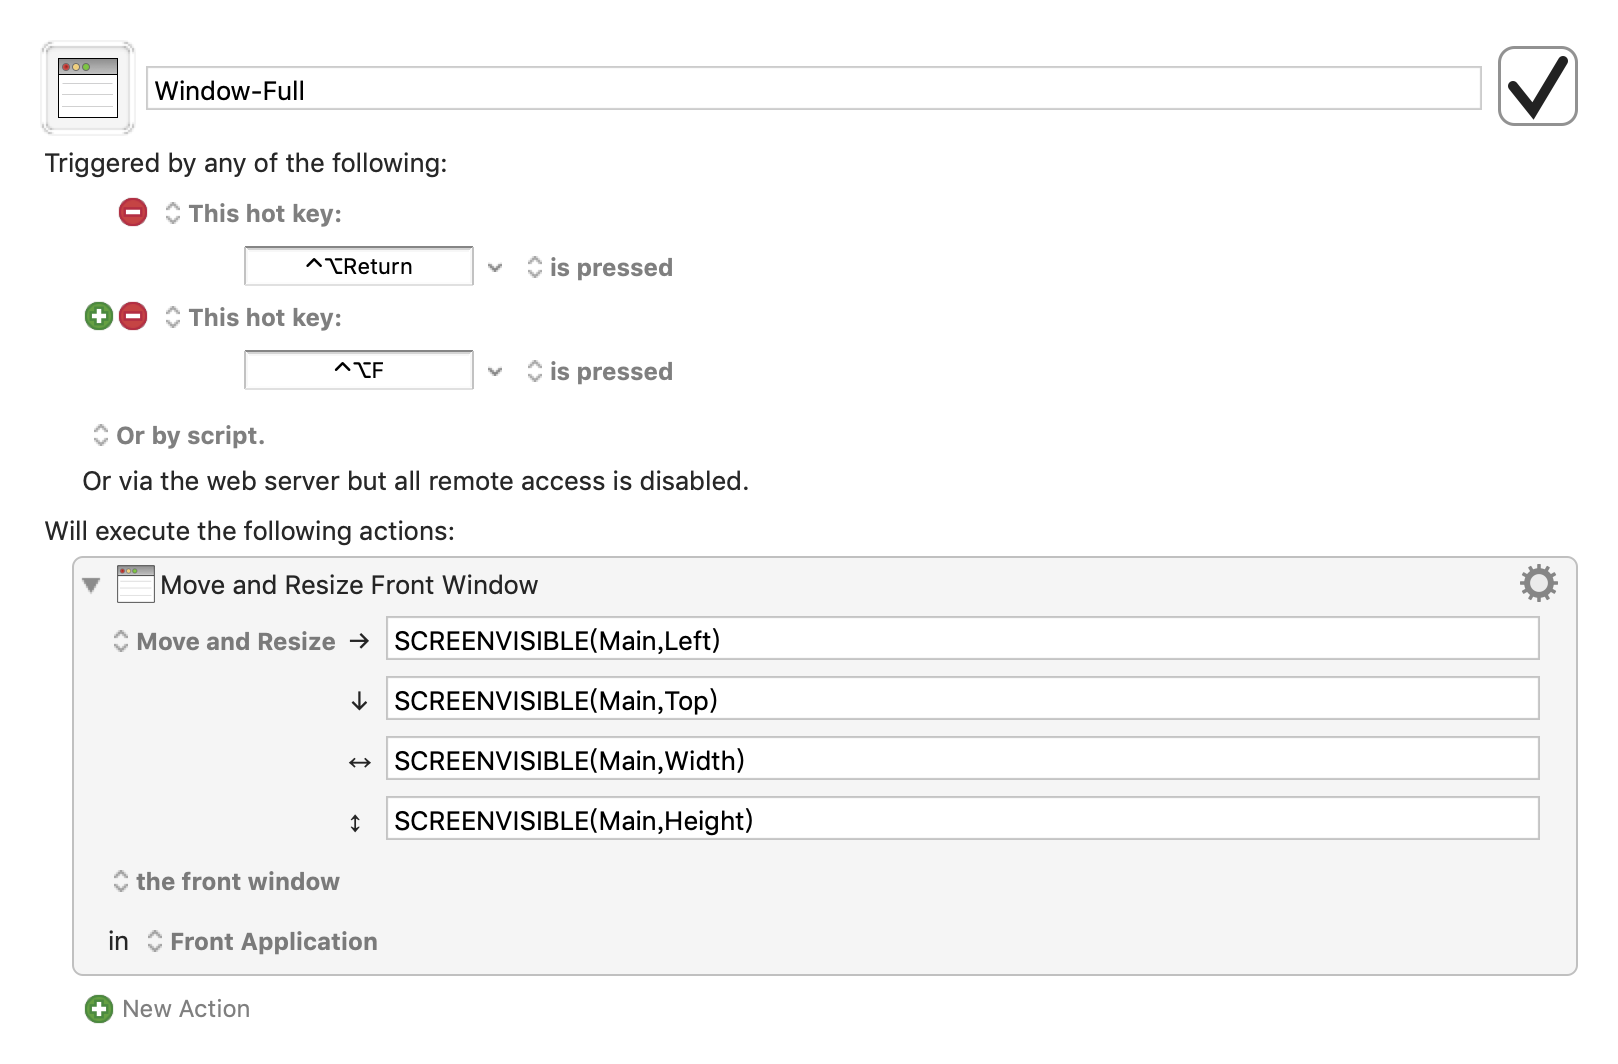 Window-Full
Triggered by any of the following:
This hot key:
^⌥Return is pressed
This hot key:
^⌥F is pressed
Or by script.
Or via the web server but all remote access is disabled.
Will execute the following actions:
Move and Resize Front Window
Move and Resize → SCREENVISIBLE(Main,Left)
↓ SCREENVISIBLE(Main,Top)
↔ SCREENVISIBLE(Main,Width)
↕ SCREENVISIBLE(Main,Height)
the front window
in Front Application
New Action